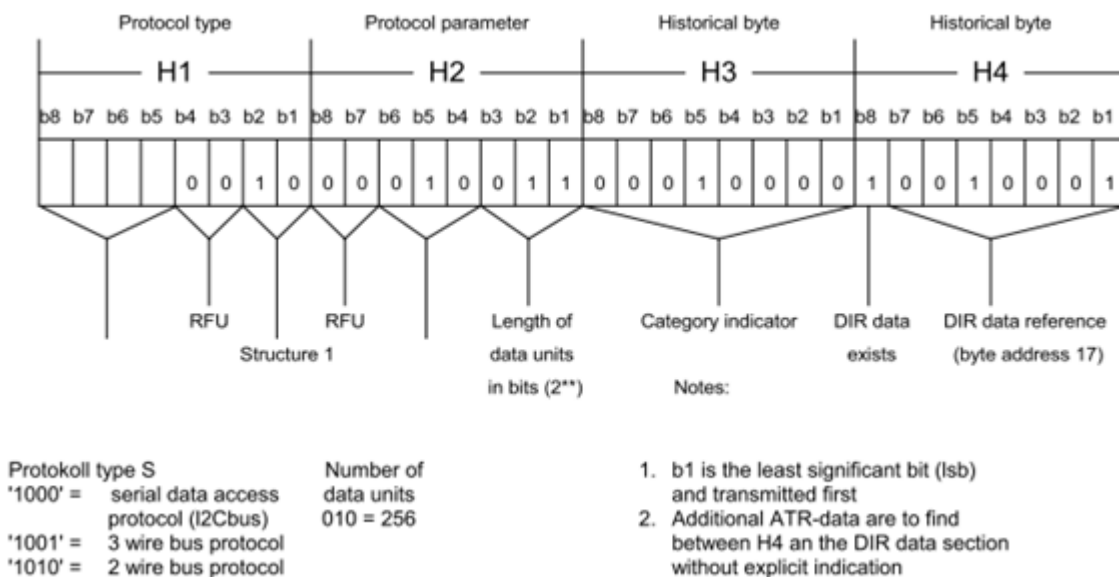 Protocol type Protocol parameter Historical byte Historical byte
H1 H2 H3 H4
b8 b7 b6 b5 b4 b3 b2 b1 b8 b7 b6 b5 b4 b3 b2 b1 b8 b7 b6 b5 b4 b3 b2 b1 b8 b7 b6 b5 b4 b3 b2 b1
0 0 1 0 0 0 0 1 0 0 1 1 0 0 0 1 0 0 0 0 1 0 0 1 0 0 0 1
RFU RFU Length of Category indicator DIR data DIR data reference
Structure 1 data units exists (byte address 17)
in bits (2**) Notes:
Protokoll type S Number of 1. b1 is the least significant bit (lsb)
'1000' = serial data access data units and transmitted first
protocol (I2Cbus) 010 = 256 2. Additional ATR-data are to find
'1001' = 3 wire bus protocol between H4 an the DIR data section
'1010' = 2 wire bus protocol without explicit indication